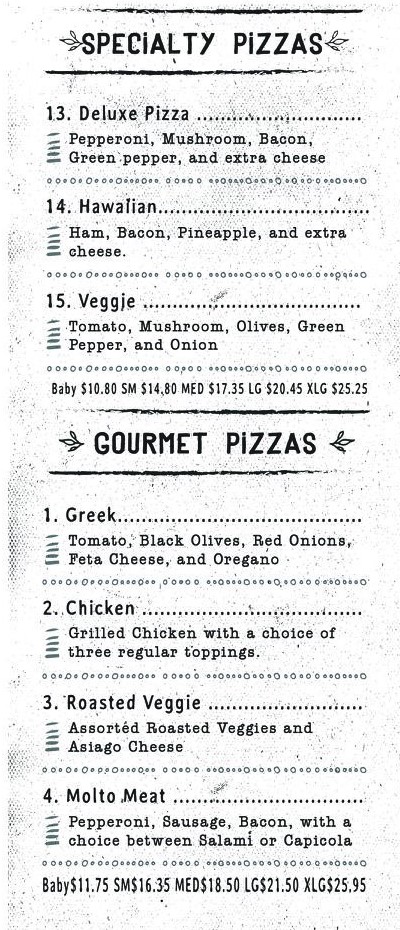 SPECIALTY PIZZAS
13. Deluxe Pizza ..............................
Pepperoni, Mushroom, Bacon,
Green pepper, and extra cheese
14. Hawaiian......................................
Ham, Bacon, Pineapple, and extra
cheese.
15. Veggie ........................................
Tomato, Mushroom, Olives, Green
Pepper, and Onion
Baby $10.80 SM $14.80 MED $17.35 LG $20.45 XLG $25.25
GOURMET PIZZAS
1. Greek............................................
Tomato, Black Olives, Red Onions,
Feta Cheese, and Oregano
2. Chicken ........................................
Grilled Chicken with a choice of
three regular toppings.
3. Roasted Veggie ............................
Assorted Roasted Veggies and
Asiago Cheese
4. Molto Meat ..................................
Pepperoni, Sausage, Bacon, with a
choice between Salami or Capicola
Baby$11.75 SM$16.35 MED$18.50 LG$21.50 XLG$25.95